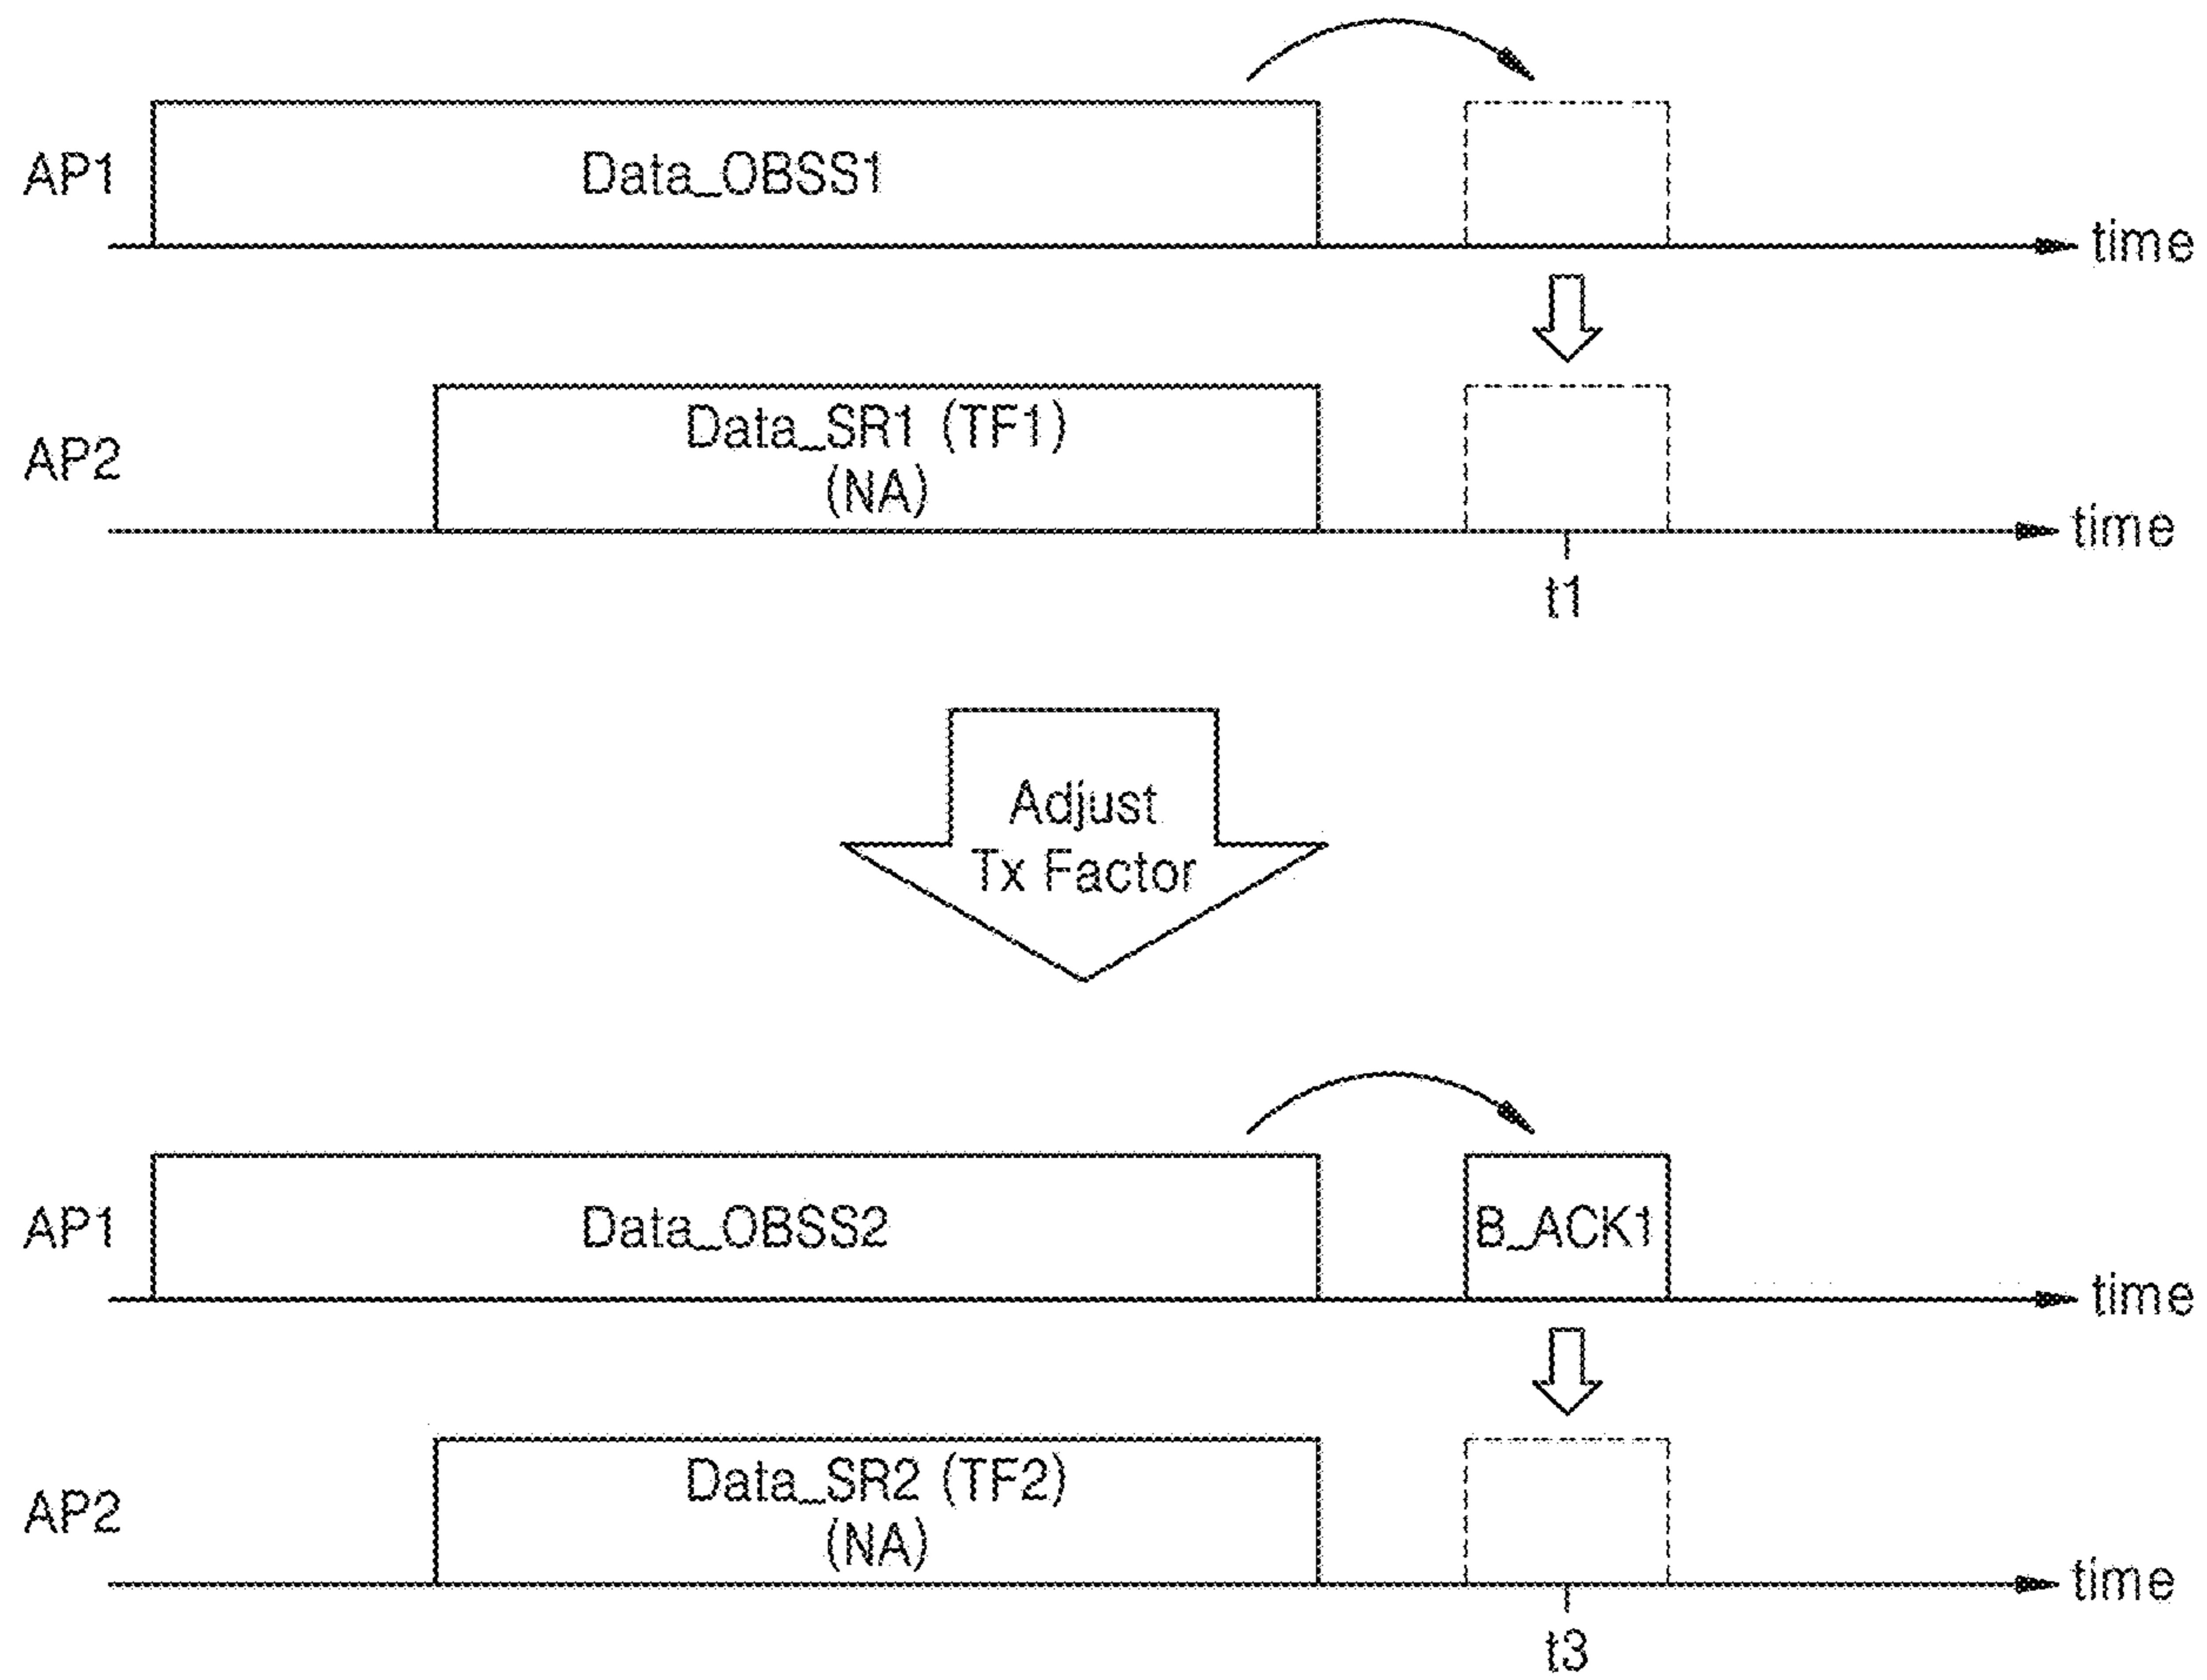 AP1
Data_OBSS1
time
AP2
Data_SR1 (TF1)
(NA)
time
t1
Adjust
Tx Factor
AP1
Data_OBSS2
B_ACK1
time
AP2
Data_SR2 (TF2)
(NA)
time
t3